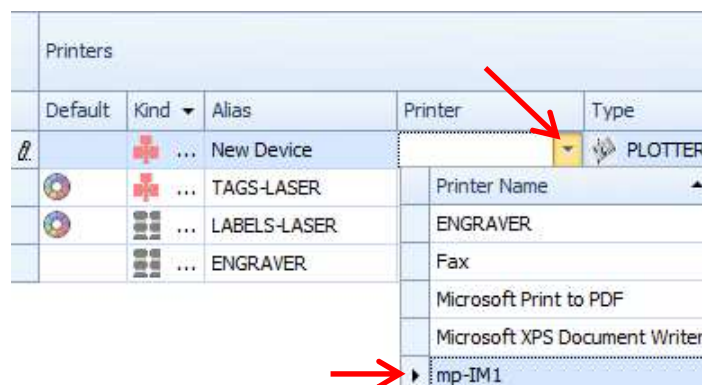 Printers
Default Kind Alias Printer Type
... New Device PLOTTER
... TAGS-LASER
... LABELS-LASER
... ENGRAVER
Printer Name
ENGRAVER
Fax
Microsoft Print to PDF
Microsoft XPS Document Writer
mp-IM1